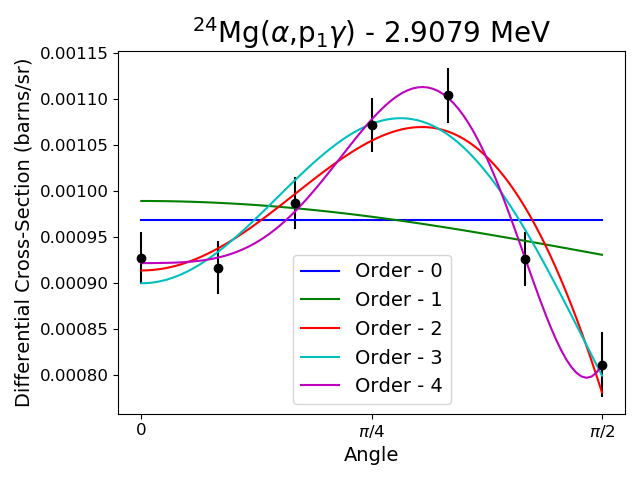 ²⁴Mg(α,p₁γ) - 2.9079 MeV
Differential Cross-Section (barns/sr)
0.00115
0.00110
0.00105
0.00100
0.00095
0.00090
0.00085
0.00080
Order - 0
Order - 1
Order - 2
Order - 3
Order - 4
0
π/4
π/2
Angle